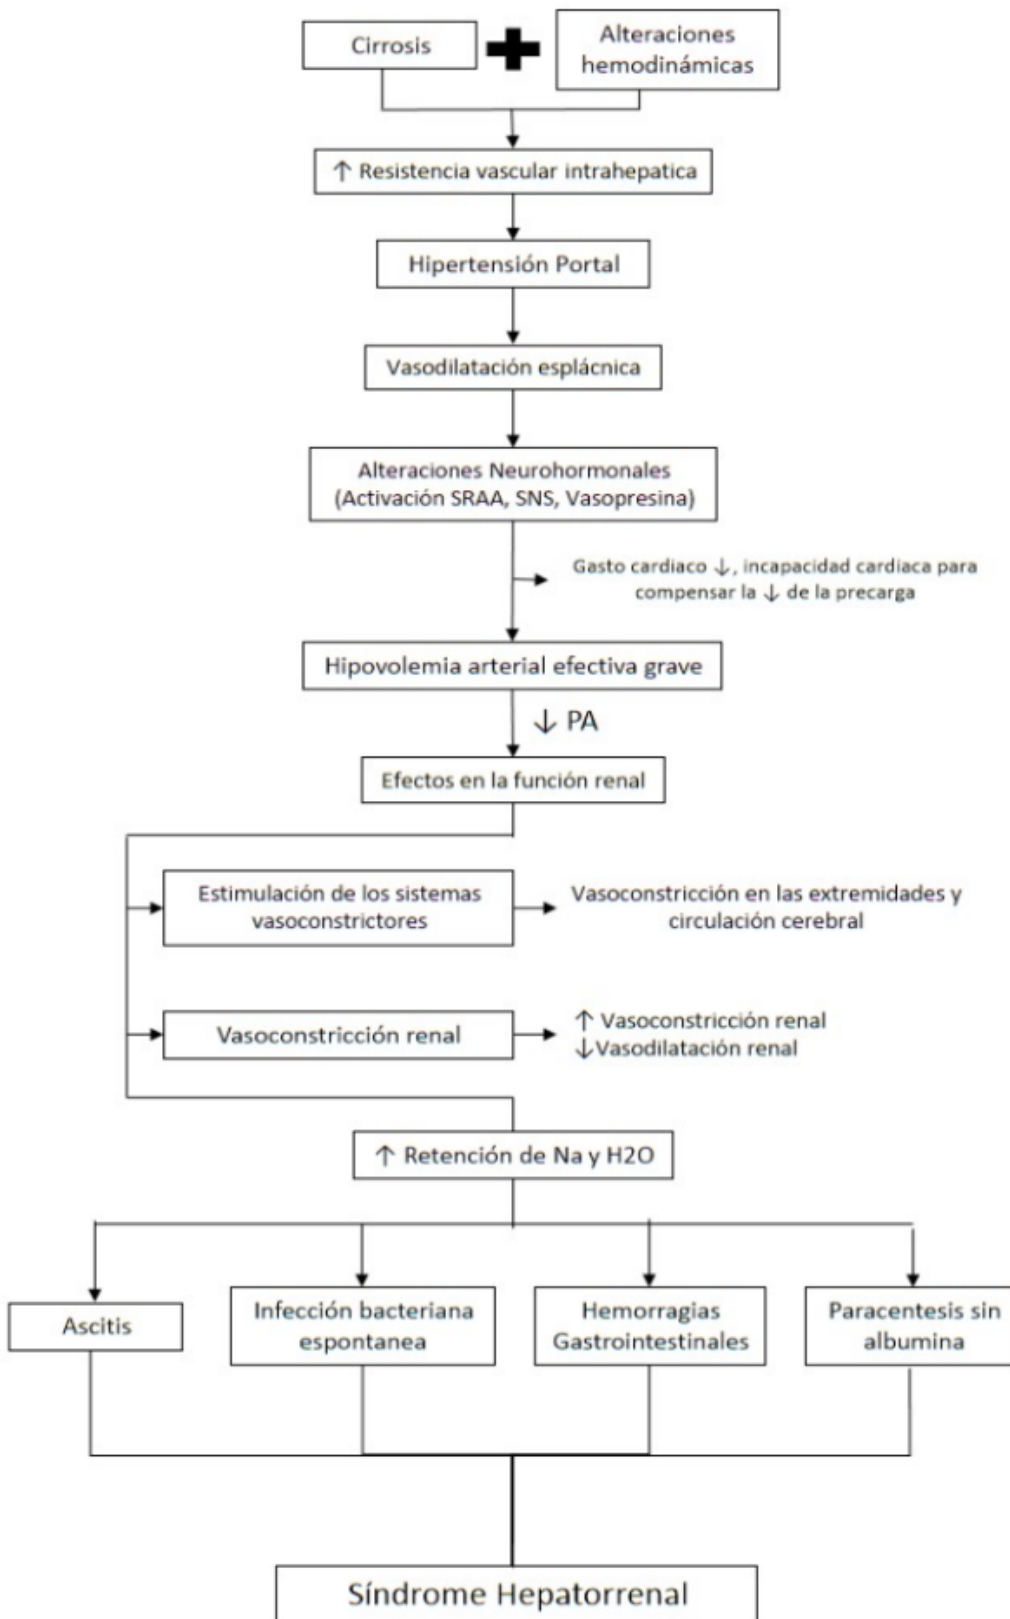 Cirrosis
Alteraciones
hemodinámicas
↑ Resistencia vascular intrahepatica
Hipertensión Portal
Vasodilatación esplácnica
Alteraciones Neurohormonales
(Activación SRAA, SNS, Vasopresina)
Gasto cardiaco ↓, incapacidad cardiaca para
compensar la ↓ de la precarga
Hipovolemia arterial efectiva grave
↓ PA
Efectos en la función renal
Estimulación de los sistemas
vasoconstrictores
Vasoconstricción en las extremidades y
circulación cerebral
Vasoconstricción renal
↑ Vasoconstricción renal
↓Vasodilatación renal
↑ Retención de Na y H2O
Ascitis
Infección bacteriana
espontanea
Hemorragias
Gastrointestinales
Paracentesis sin
albumina
Síndrome Hepatorrenal